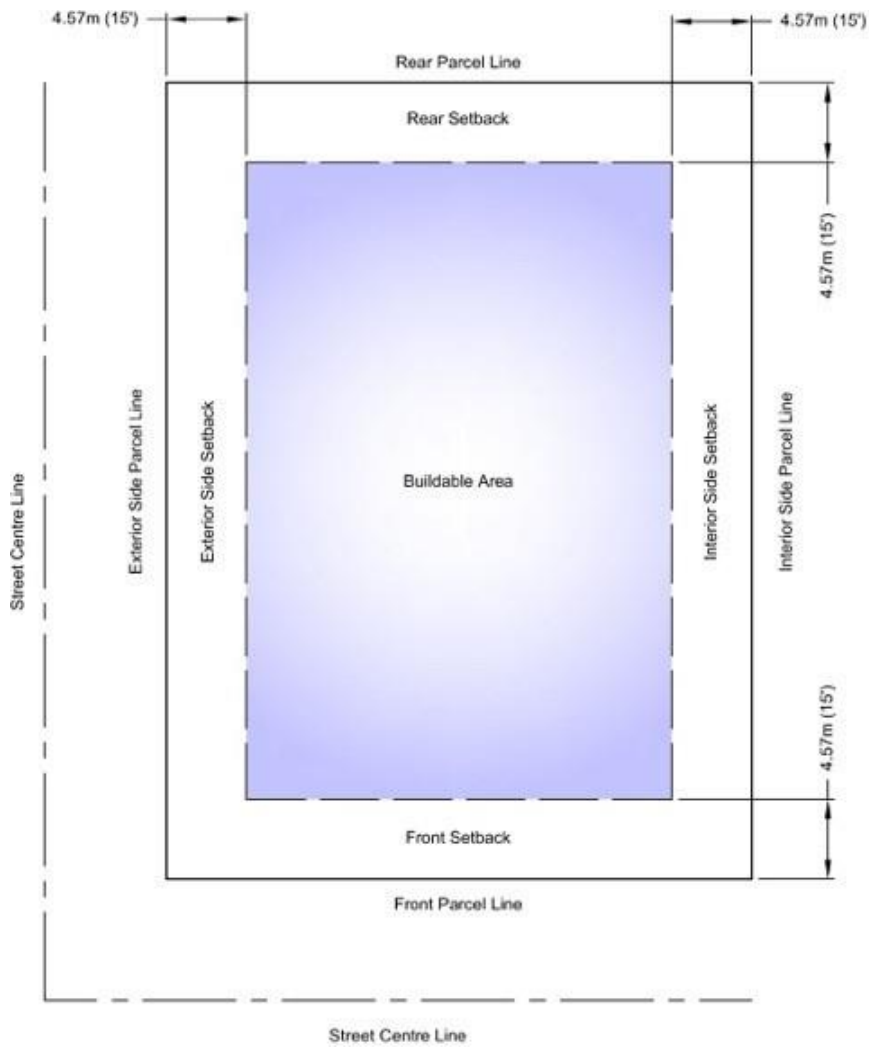 4.57m (15')
4.57m (15')
Rear Parcel Line
Rear Setback
4.57m (15')
Street Centre Line
Exterior Side Parcel Line
Exterior Side Setback
Buildable Area
Interior Side Setback
Interior Side Parcel Line
4.57m (15')
Front Setback
Front Parcel Line
Street Centre Line